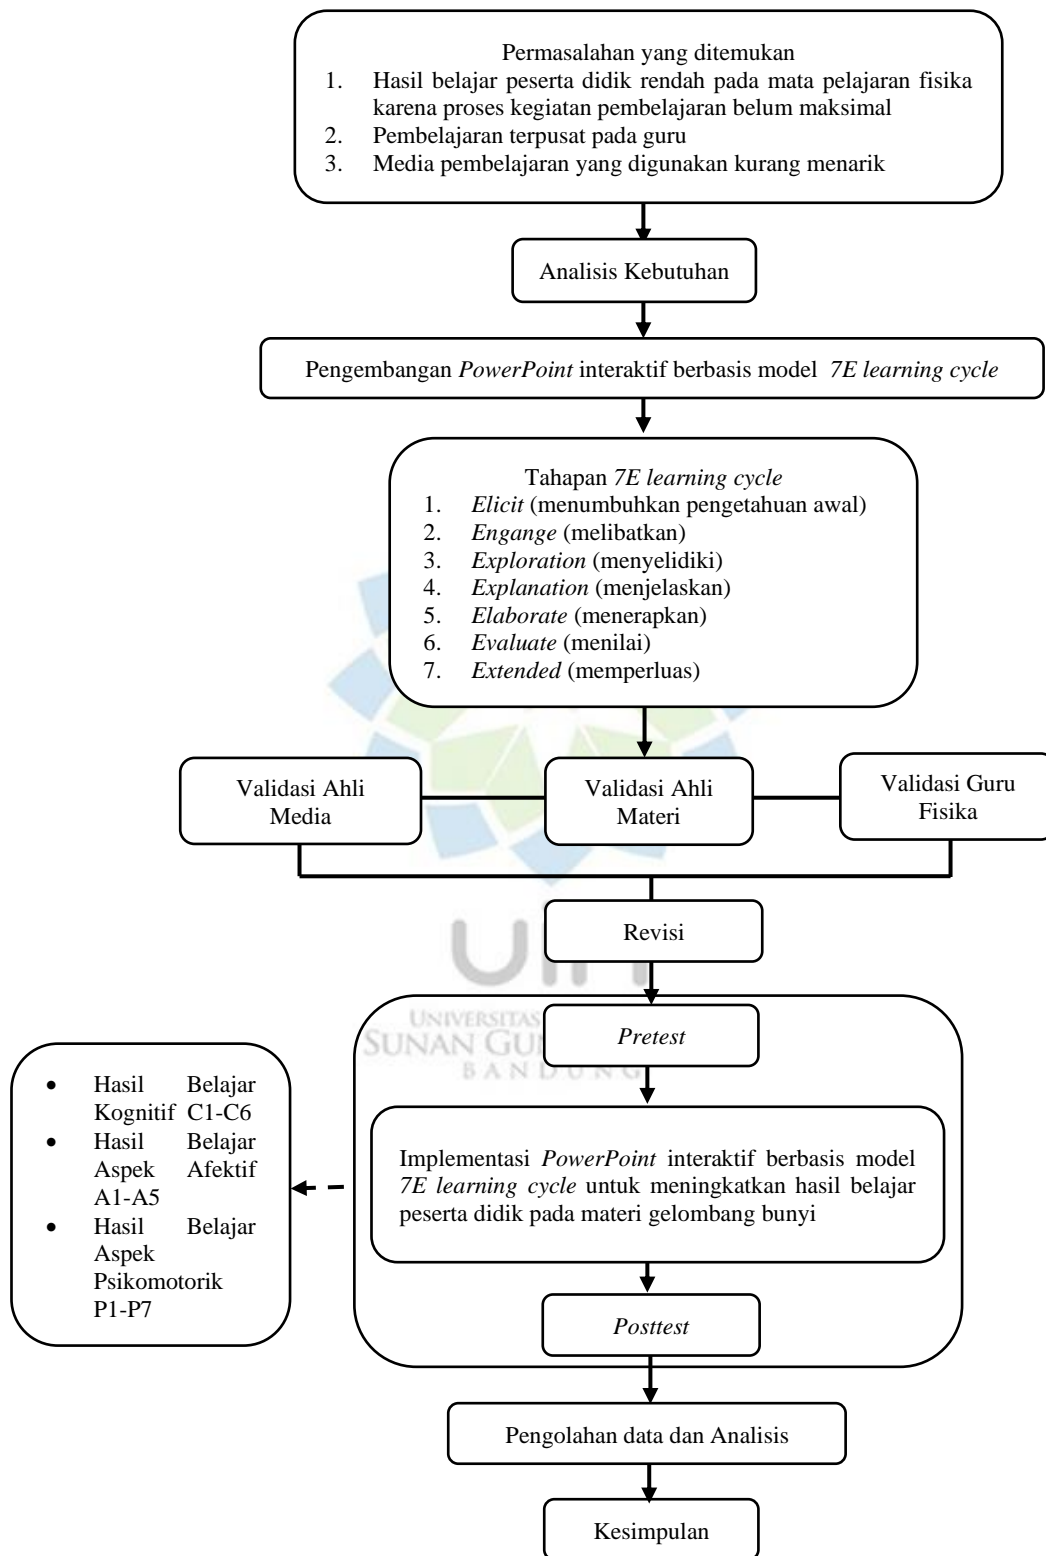 Permasalahan yang ditemukan
1. Hasil belajar peserta didik rendah pada mata pelajaran fisika
karena proses kegiatan pembelajaran belum maksimal
2. Pembelajaran terpusat pada guru
3. Media pembelajaran yang digunakan kurang menarik
Analisis Kebutuhan
Pengembangan PowerPoint interaktif berbasis model 7E learning cycle
Tahapan 7E learning cycle
1. Elicit (menumbuhkan pengetahuan awal)
2. Engange (melibatkan)
3. Exploration (menyelidiki)
4. Explanation (menjelaskan)
5. Elaborate (menerapkan)
6. Evaluate (menilai)
7. Extended (memperluas)
Validasi Ahli
Media
Validasi Ahli
Materi
Validasi Guru
Fisika
Revisi
UNIVERSITAS
SUNAN
BANDUNG
Pretest
• Hasil Belajar
Kognitif C1-C6
• Hasil Belajar
Aspek Afektif
A1-A5
• Hasil Belajar
Aspek
Psikomotorik
P1-P7
Implementasi PowerPoint interaktif berbasis model
7E learning cycle untuk meningkatkan hasil belajar
peserta didik pada materi gelombang bunyi
Posttest
Pengolahan data dan Analisis
Kesimpulan